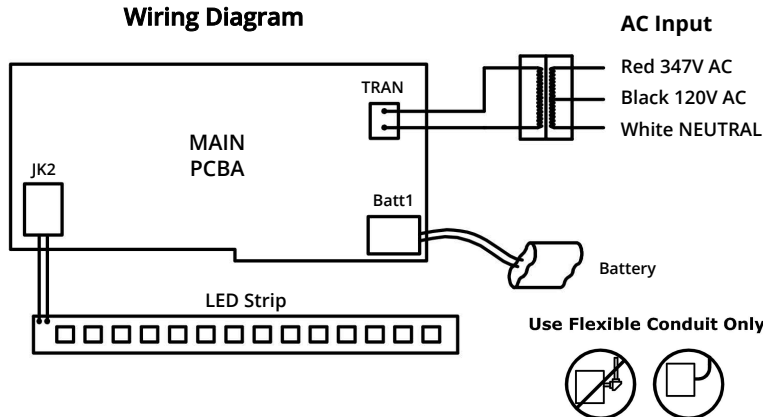 Wiring Diagram
AC Input
Red 347V AC
Black 120V AC
White NEUTRAL
TRAN
MAIN
PCBA
JK2
Batt1
Battery
LED Strip
Use Flexible Conduit Only